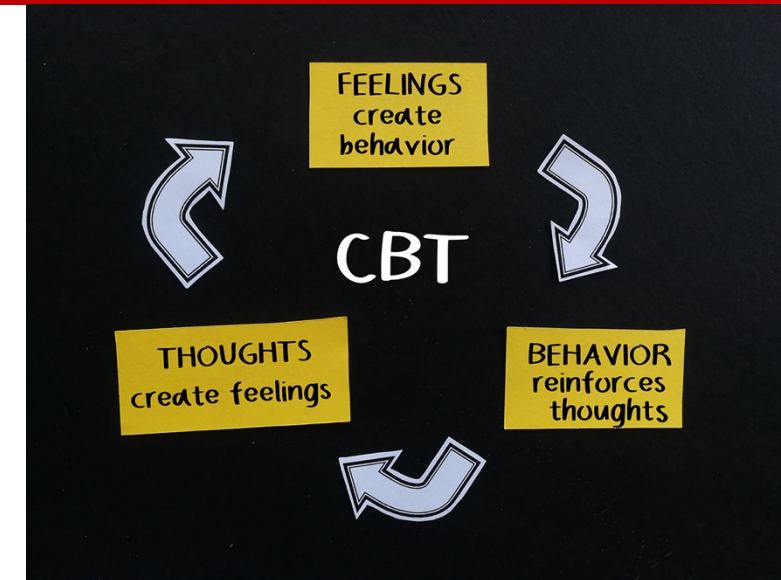 FEELINGS
create
behavior
CBT
THOUGHTS
create feelings
BEHAVIOR
reinforces
thoughts